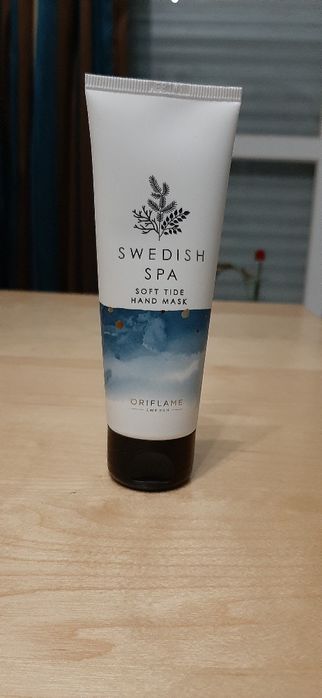 SWEDISH
SPA
SOFT TIDE
HAND MASK
ORIFLAME
SWEDEN